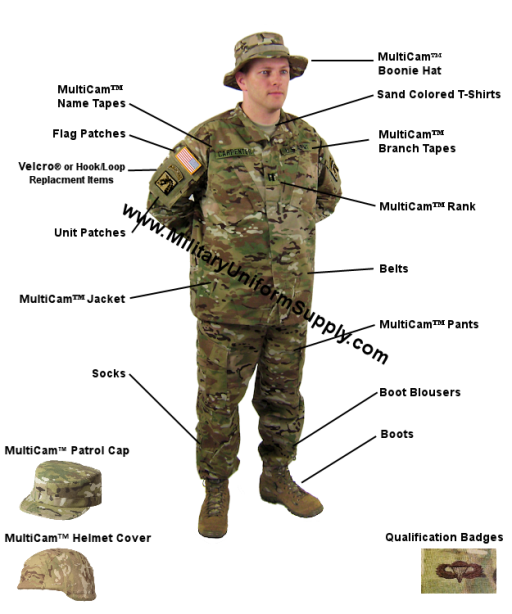 MultiCam™
Boonie Hat
MultiCam™
Name Tapes
Sand Colored T-Shirts
Flag Patches
MultiCam™
Branch Tapes
Velcro® or Hook/Loop
Replacment Items
MultiCam™ Rank
Unit Patches
www.MilitaryUniformSupply.com
Belts
MultiCam™ Jacket
MultiCam™ Pants
Socks
Boot Blousers
Boots
MultiCam™ Patrol Cap
MultiCam™ Helmet Cover
Qualification Badges